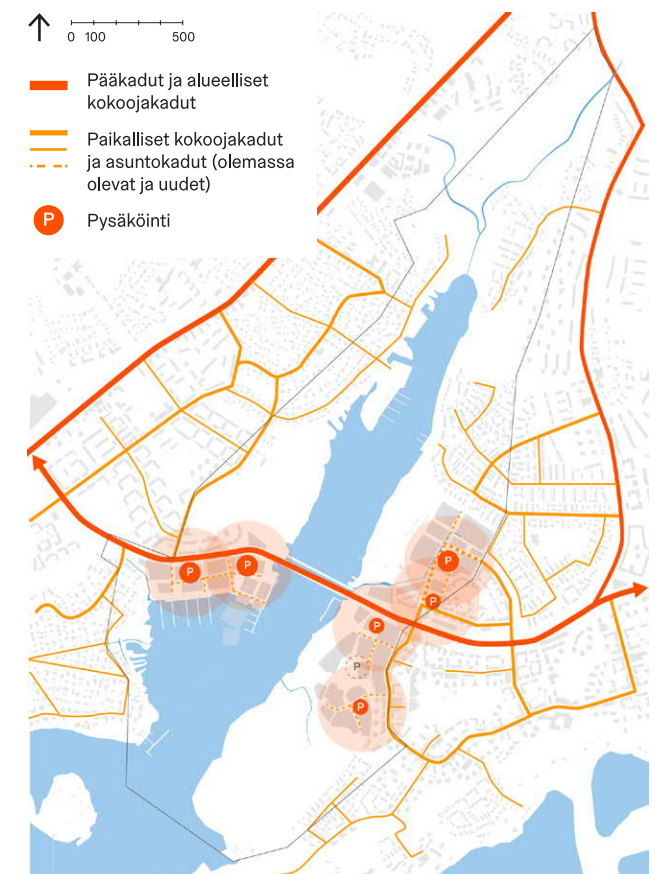 0 100 500
Pääkadut ja alueelliset
kokoojakadut
Paikalliset kokoojakadut
ja asuntokadut (olemassa
olevat ja uudet)
P Pysäköinti
P
P
P
P
P
P
P